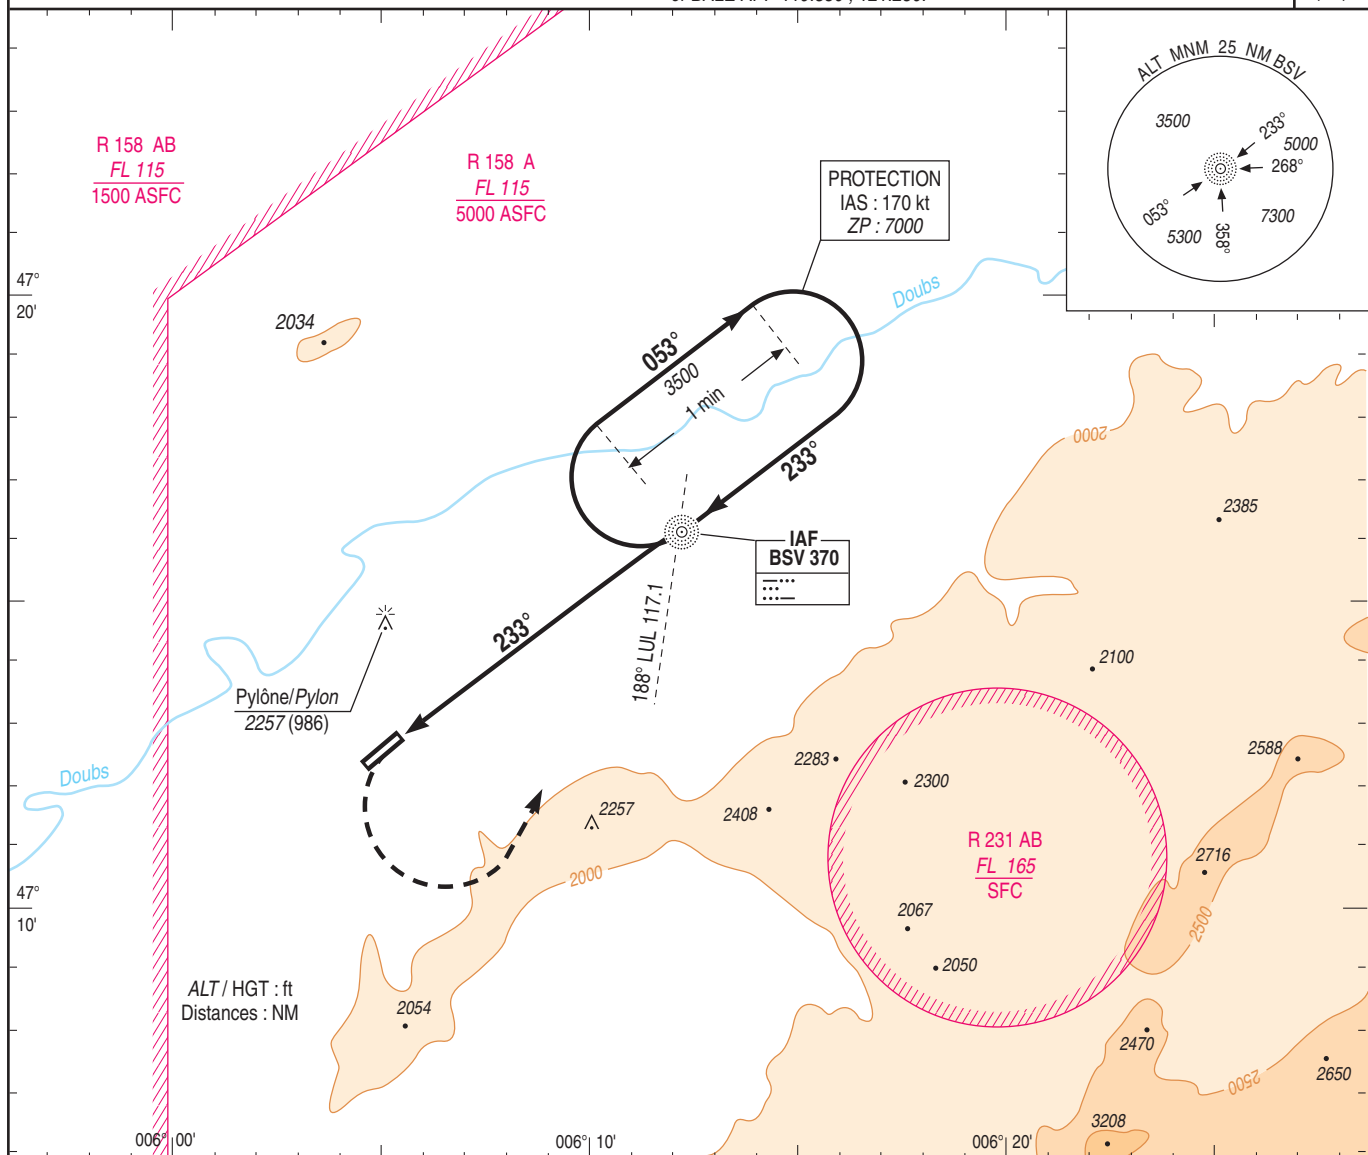 ALT MNM 25 NM BSV
3500
233°
5000
268°
053°
5300
358°
7300
R 158 AB
FL 115
1500 ASFC
R 158 A
FL 115
5000 ASFC
PROTECTION
IAS : 170 kt
ZP : 7000
47°
20'
2034
Doubs
053°
3500
1 min
233°
2000
2385
IAF
BSV 370
188° LUL 117.1
233°
2100
Pylône/Pylon
2257 (986)
Doubs
2283
2300
2588
2257
2408
R 231 AB
FL 165
SFC
2716
2000
47°
10'
2067
2500
2050
ALT / HGT : ft
Distances : NM
2054
2470
2500
2650
3208
006° 00'
006° 10'
006° 20'